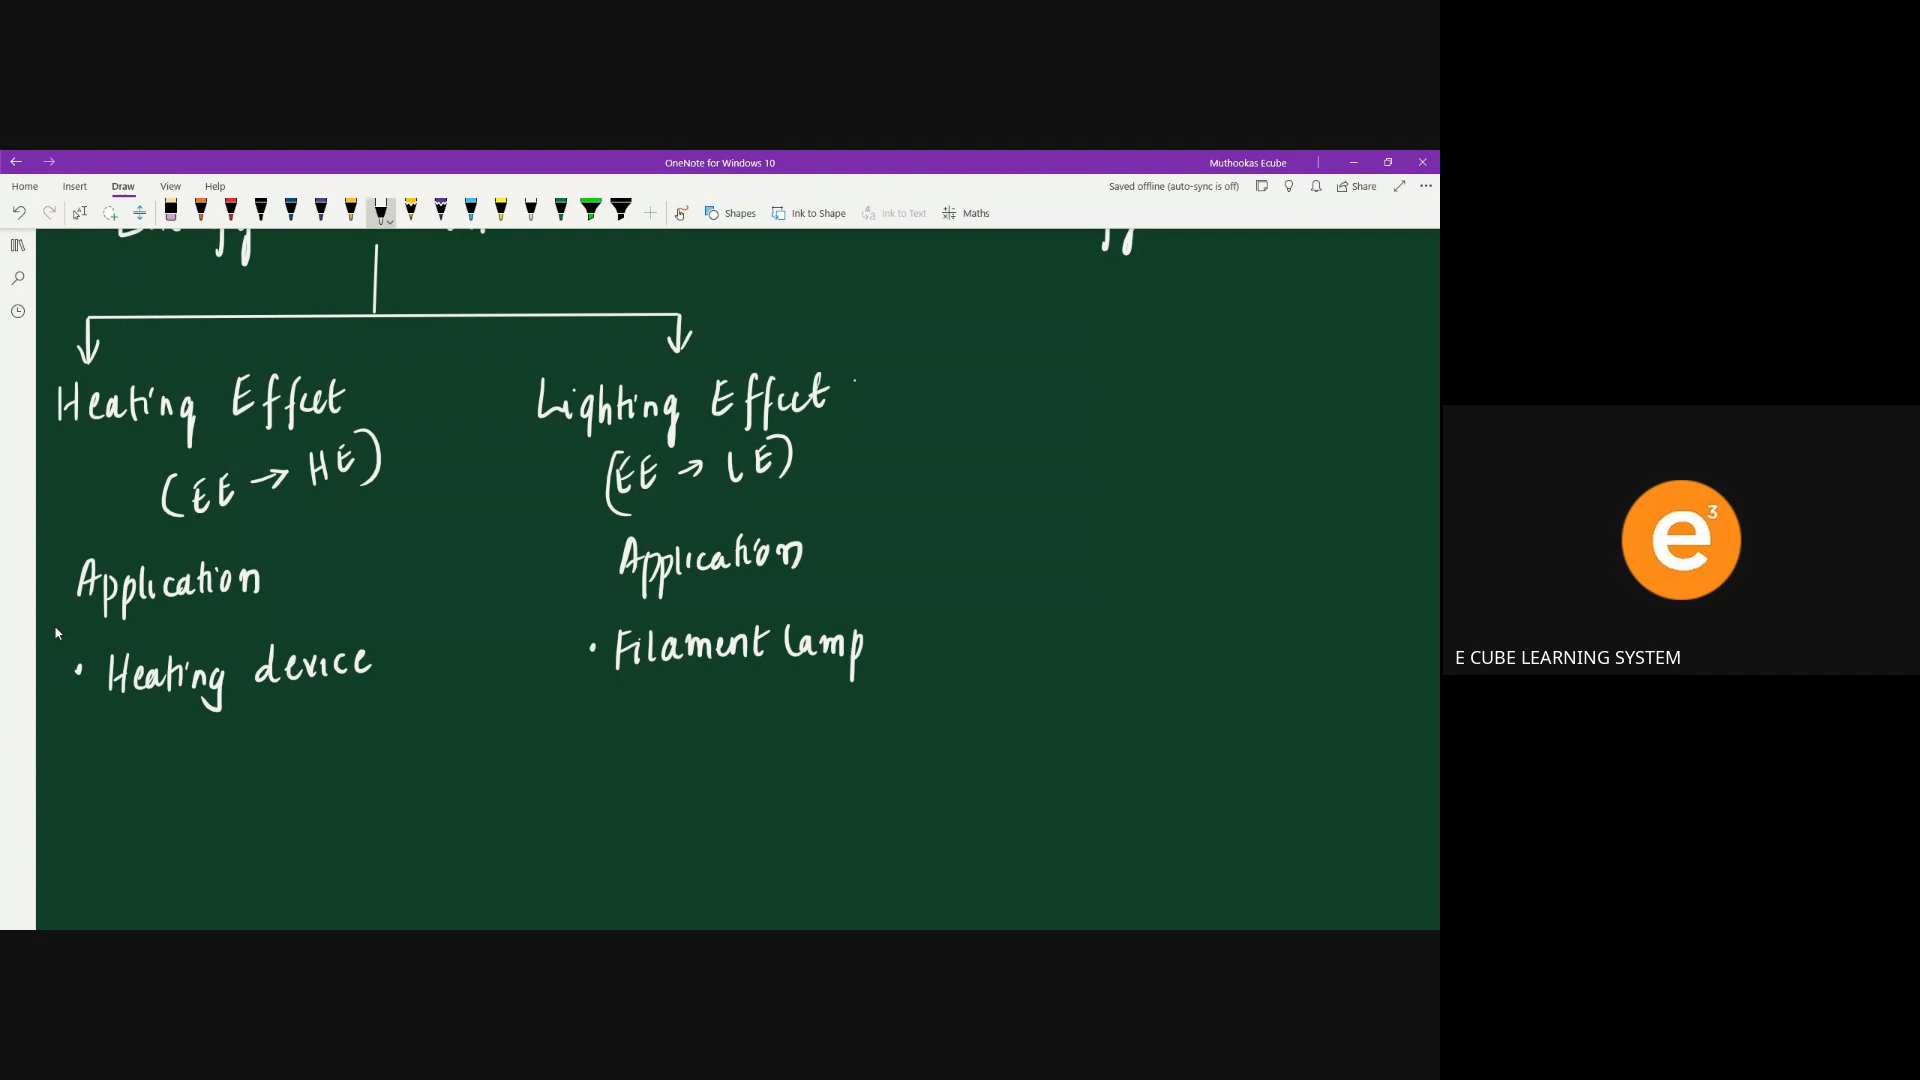 OneNote for Windows 10
Muthookas Ecube
Home Insert Draw View Help
Saved offline (auto-sync is off)
Share
Shapes
Ink to Shape
Ink to Text
Maths
Heating Effect
Lighting Effect
(EE → HE)
(EE → LE)
Application
Application
• Heating device
• Filament lamp
e3
E CUBE LEARNING SYSTEM